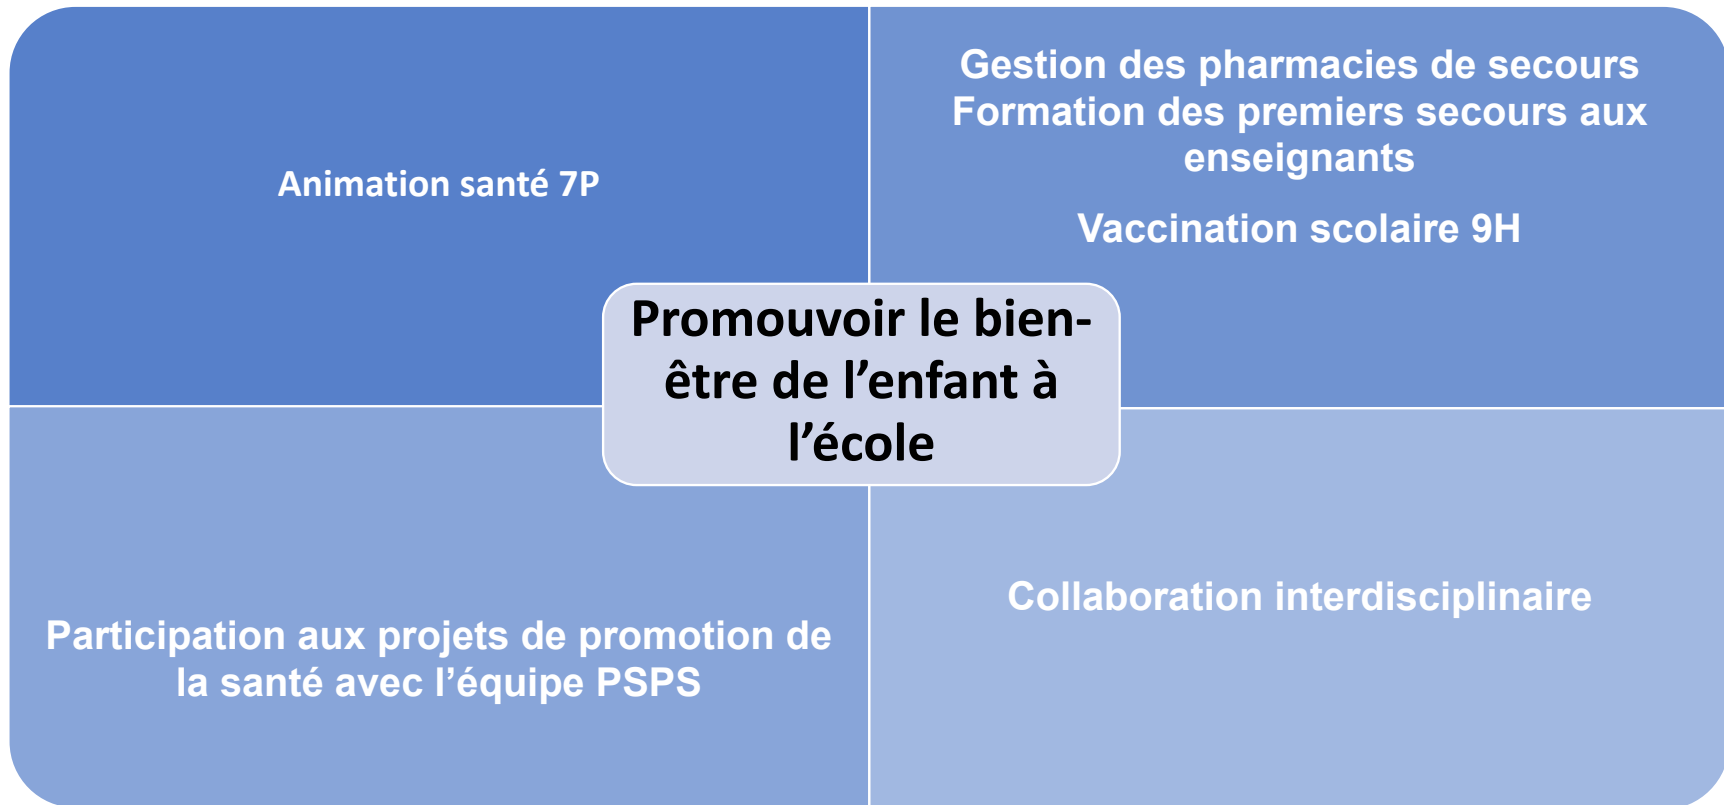 Animation santé 7P
Gestion des pharmacies de secours
Formation des premiers secours aux
enseignants
Vaccination scolaire 9H
Promouvoir le bien-
être de l’enfant à
l’école
Participation aux projets de promotion de
la santé avec l’équipe PSPS
Collaboration interdisciplinaire